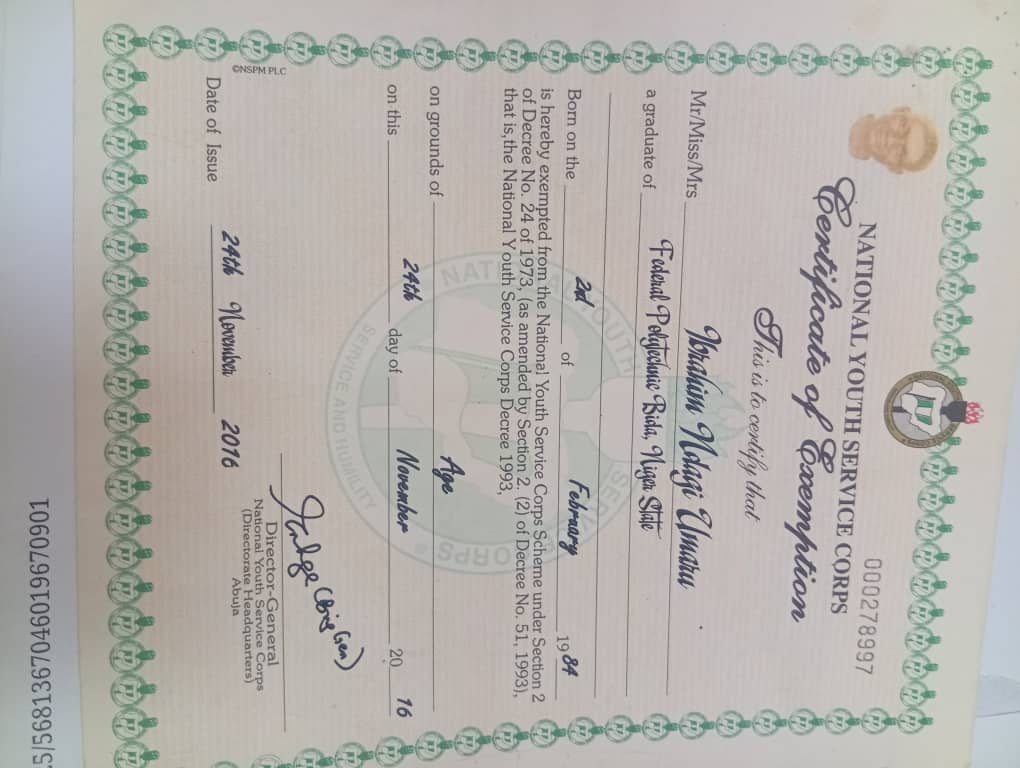 000278997
NATIONAL YOUTH SERVICE CORPS
Certificate of Exemption
This is to certify that
Mr/Miss/Mrs Ibrahim Ndagi Umaru
a graduate of Federal Polytechnic Bida, Niger State
Born on the 2nd of February 1984
is hereby exempted from the National Youth Service Corps Scheme under Section 2
of Decree No. 24 of 1973, (as amended by Section 2, (2) of Decree No. 51, 1993),
that is, the National Youth Service Corps Decree 1993,
on grounds of Age
on this 24th day of November 20 16
NATIONAL YOUTH SERVICE CORPS
SERVICE AND HUMILITY
Director-General
National Youth Service Corps
(Directorate Headquarters)
Abuja
Date of Issue 24th November 2016
©NSPM PLC
5/5681367046019670901